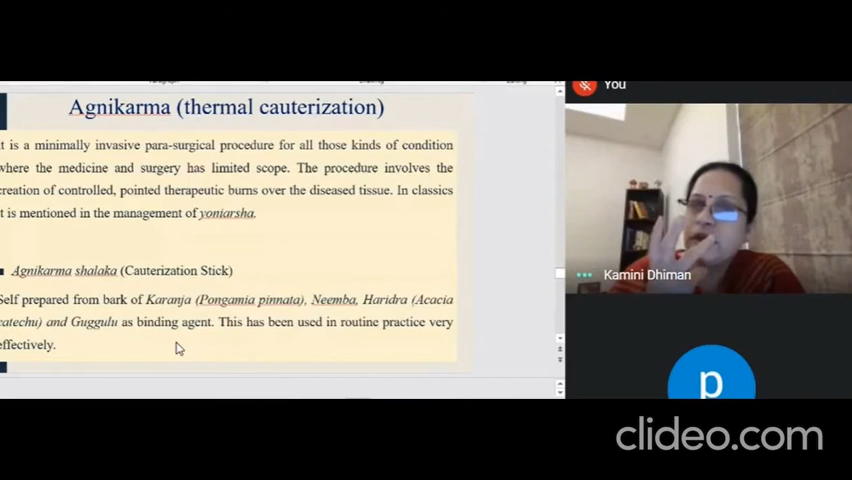 Agnikarma (thermal cauterization)
It is a minimally invasive para-surgical procedure for all those kinds of condition
where the medicine and surgery has limited scope. The procedure involves the
creation of controlled, pointed therapeutic burns over the diseased tissue. In classics
it is mentioned in the management of yoniarsha.
Agnikarma shalaka (Cauterization Stick)
Self prepared from bark of Karanja (Pongamia pinnata), Neemba, Haridra (Acacia
catechu) and Guggulu as binding agent. This has been used in routine practice very
effectively.
You
Kamini Dhiman
p
clideo.com